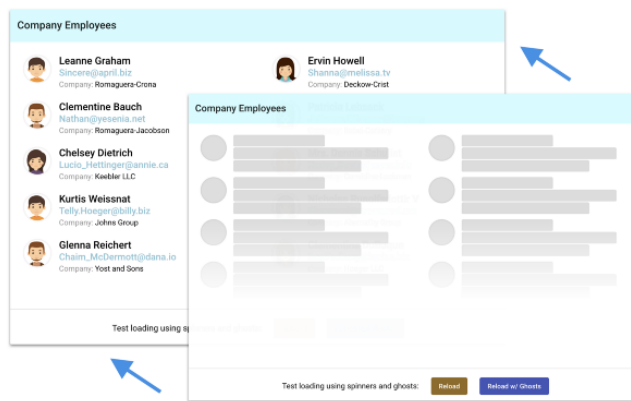 Company Employees
Leanne Graham
Sincere@april.biz
Company: Romaguera-Crona
Ervin Howell
Shanna@melissa.tv
Company: Deckow-Crist
Clementine Bauch
Nathan@yesenia.net
Company: Romaguera-Jacobson
Chelsey Dietrich
Lucio_Hettinger@annie.ca
Company: Keebler LLC
Kurtis Weissnat
Telly.Hoeger@billy.biz
Company: Johns Group
Glenna Reichert
Chaim_McDermott@dana.io
Company: Yost and Sons
Test loading using
Company Employees
Test loading using spinners and ghosts:
Reload
Reload w/ Ghosts